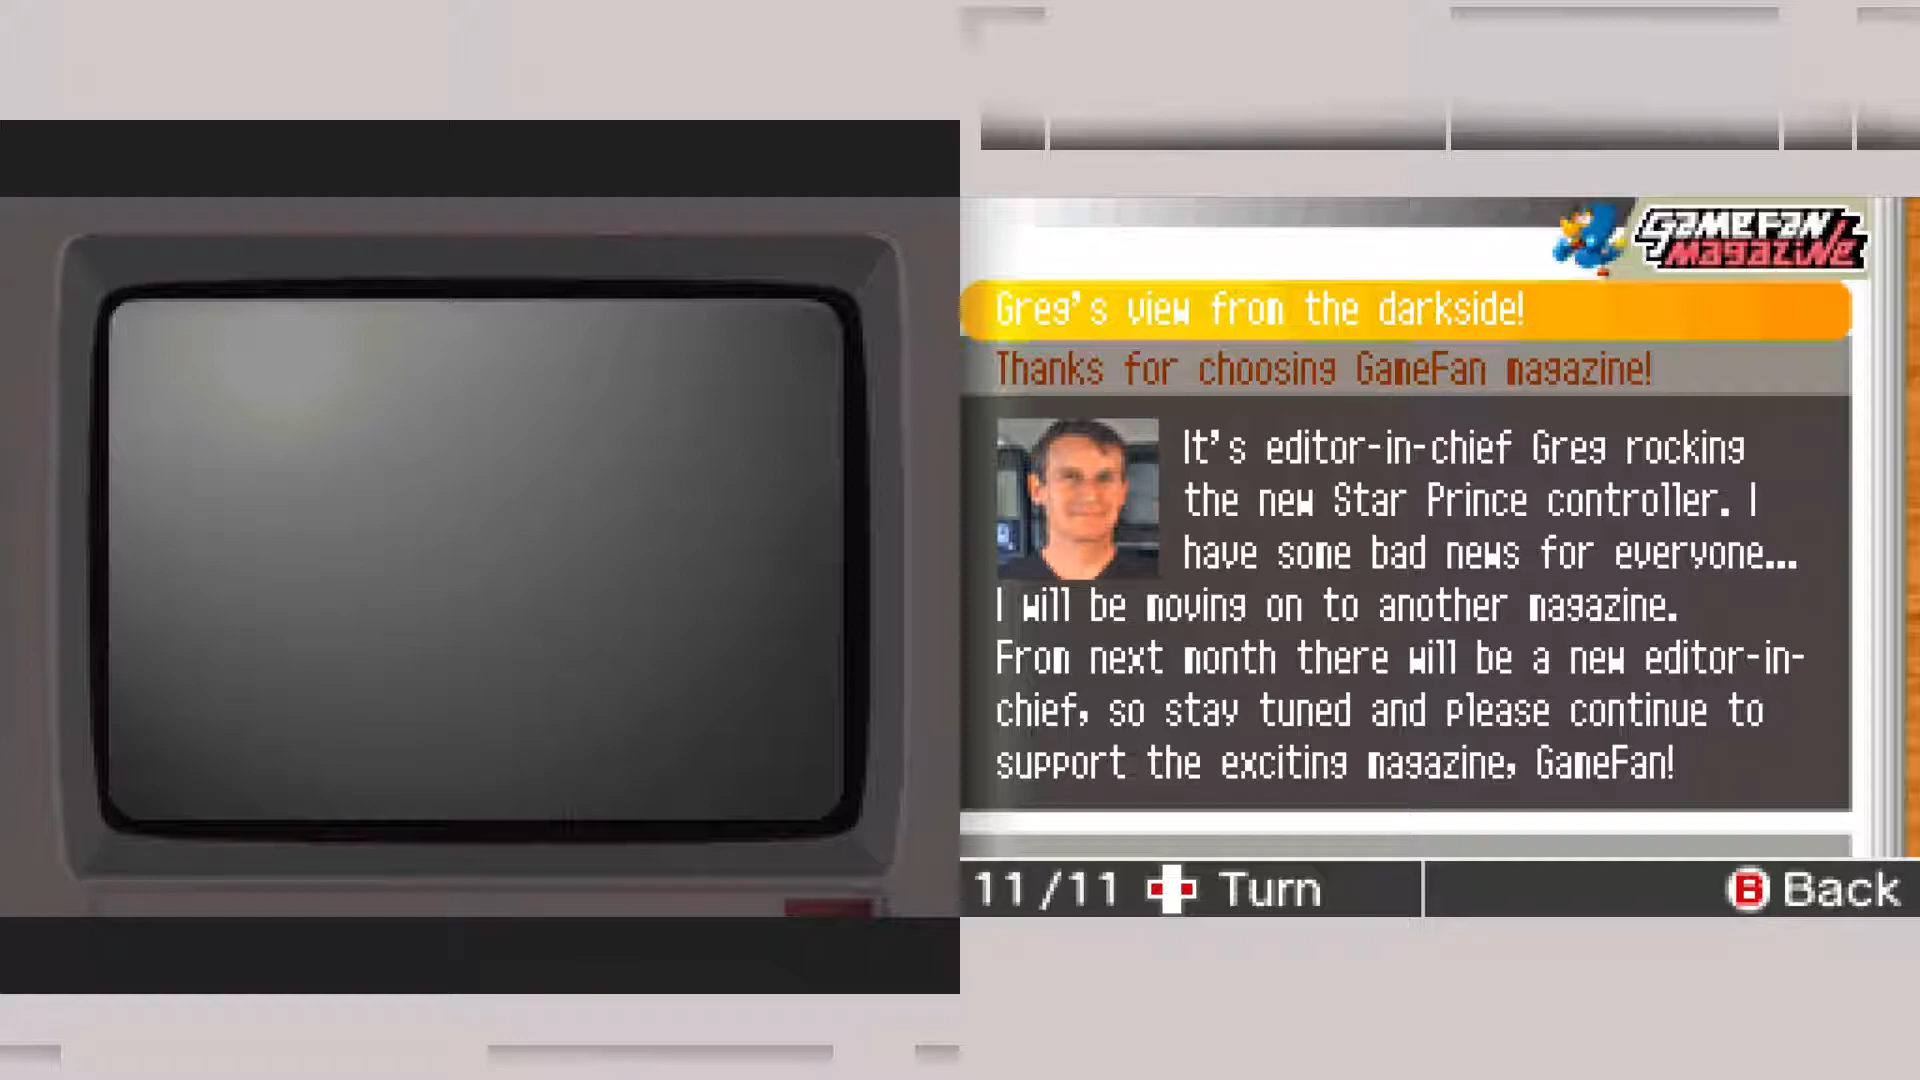 GAMEFAN
MAGAZINE
Greg's view from the darkside!
Thanks for choosing GameFan magazine!
It's editor-in-chief Greg rocking
the new Star Prince controller. I
have some bad news for everyone...
I will be moving on to another magazine.
From next month there will be a new editor-in-
chief, so stay tuned and please continue to
support the exciting magazine, GameFan!
11/11 Turn
B Back